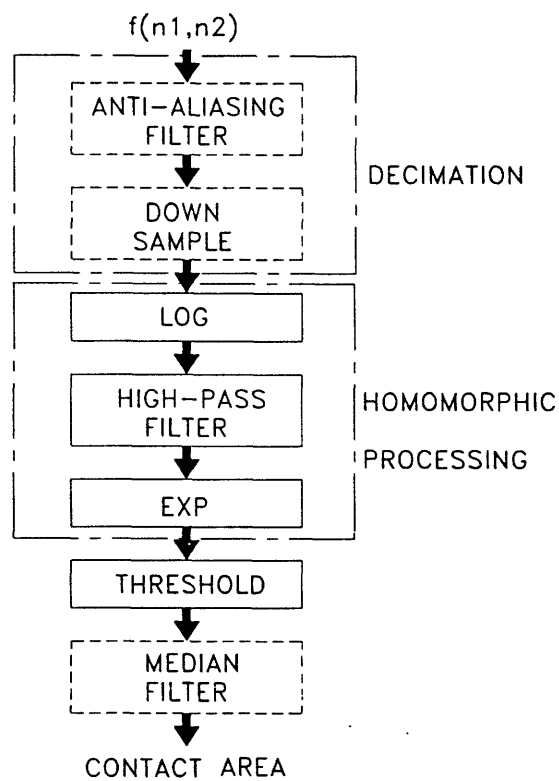 f(n1,n2)
ANTI-ALIASING
FILTER
DECIMATION
DOWN
SAMPLE
LOG
HIGH-PASS
FILTER
HOMOMORPHIC
PROCESSING
EXP
THRESHOLD
MEDIAN
FILTER
CONTACT AREA